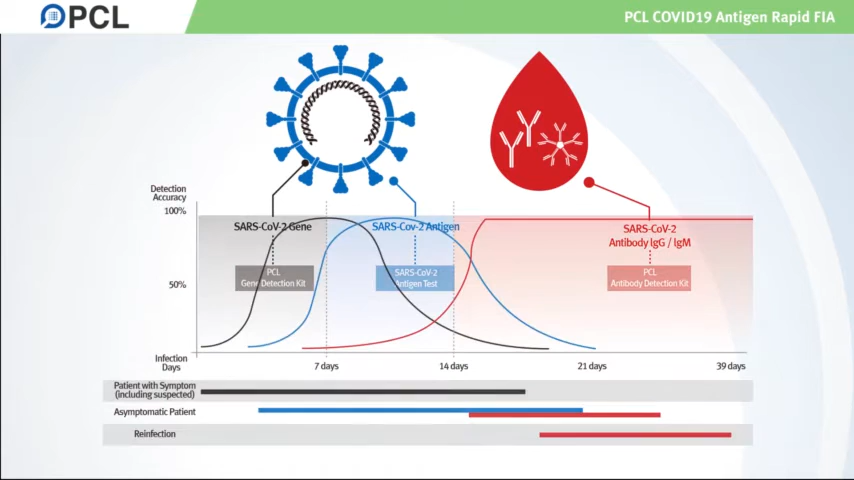 PCL
PCL COVID19 Antigen Rapid FIA
Detection
Accuracy
100%
50%
SARS-CoV-2 Gene
PCL
Gene Detection Kit
SARS-Cov-2 Antigen
SARS-CoV-2
Antigen Test
SARS-CoV-2
Antibody IgG / IgM
PCL
Antibody Detection Kit
Infection
Days
7 days
14 days
21 days
39 days
Patient with Symptom
(including suspected)
Asymptomatic Patient
Reinfection